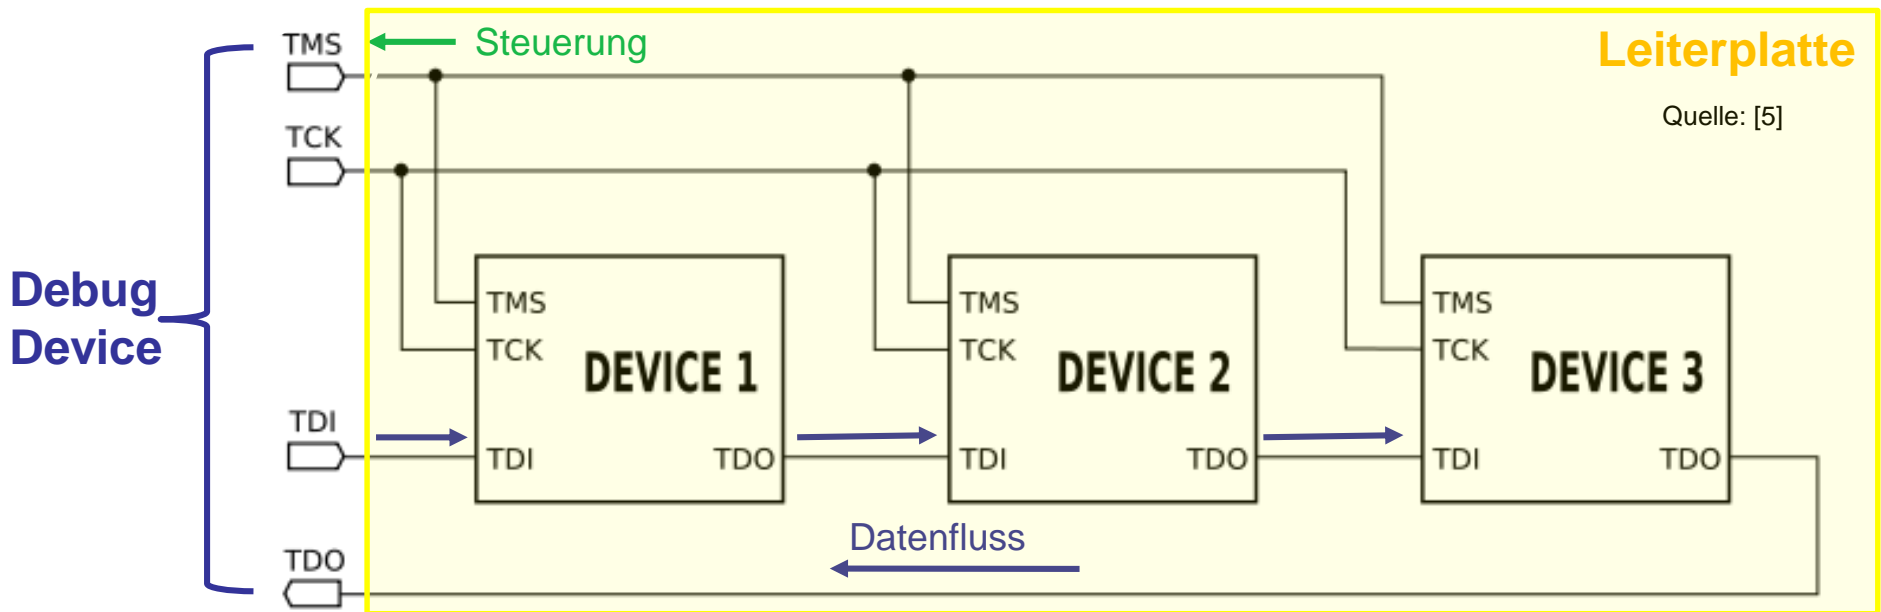 TMS
Steuerung
Leiterplatte
Quelle: [5]
TCK
Debug
Device
TMS
TCK
DEVICE 1
TDI
TDO
TMS
TCK
DEVICE 2
TDI
TDO
TMS
TCK
DEVICE 3
TDI
TDO
TDI
Datenfluss
TDO